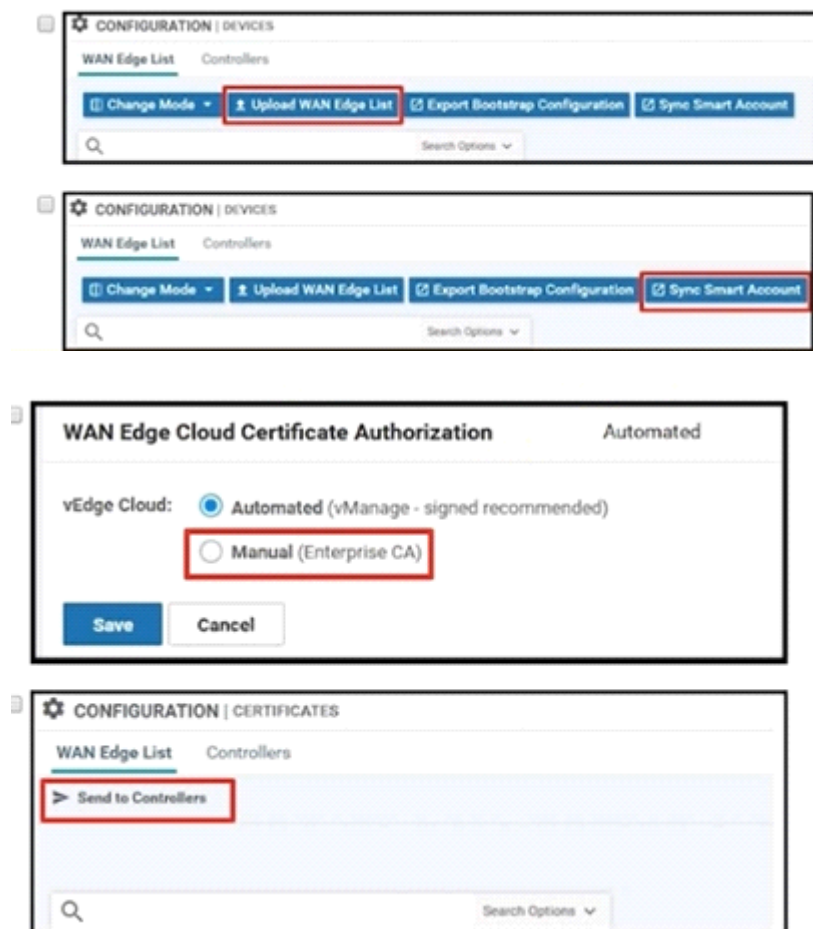 CONFIGURATION | DEVICES
WAN Edge List Controllers
Change Mode Upload WAN Edge List Export Bootstrap Configuration Sync Smart Account
Search Options
CONFIGURATION | DEVICES
WAN Edge List Controllers
Change Mode Upload WAN Edge List Export Bootstrap Configuration Sync Smart Account
Search Options
WAN Edge Cloud Certificate Authorization Automated
vEdge Cloud: Automated (vManage - signed recommended)
Manual (Enterprise CA)
Save Cancel
CONFIGURATION | CERTIFICATES
WAN Edge List Controllers
Send to Controllers
Search Options